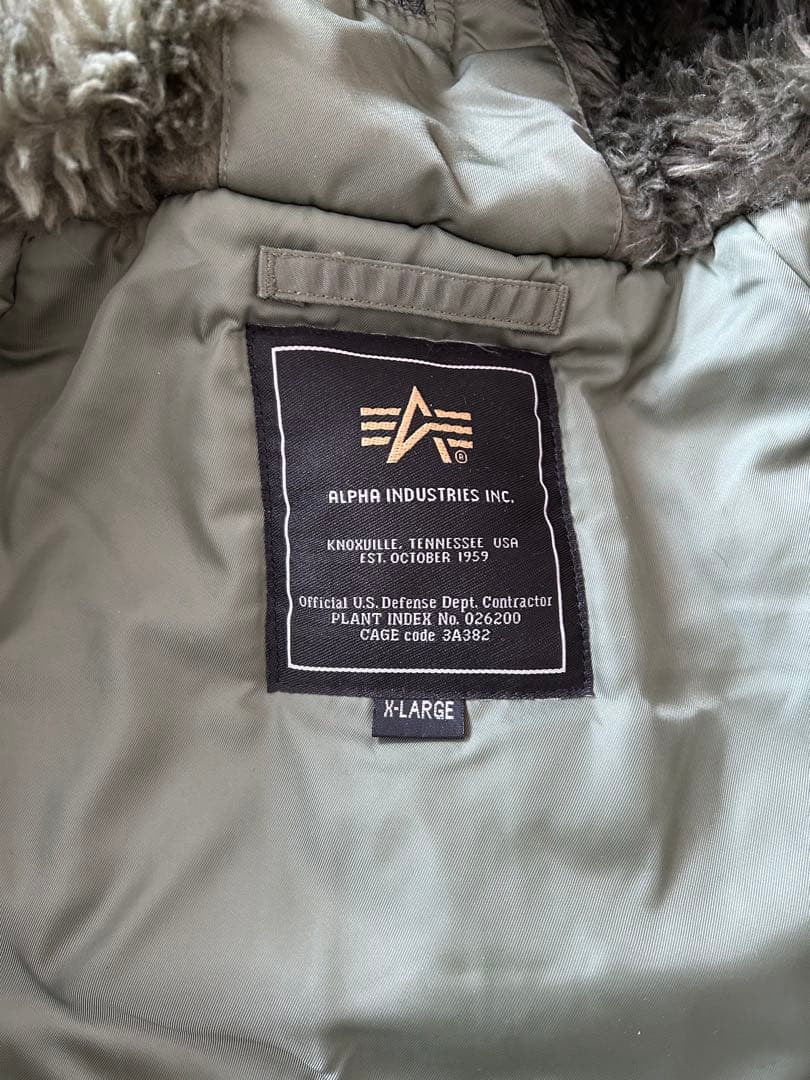 ®
ALPHA INDUSTRIES INC.
KNOXVILLE, TENNESSEE USA
EST. OCTOBER 1959
Official U.S. Defense Dept. Contractor
PLANT INDEX No. 026200
CAGE code 3A382
X-LARGE